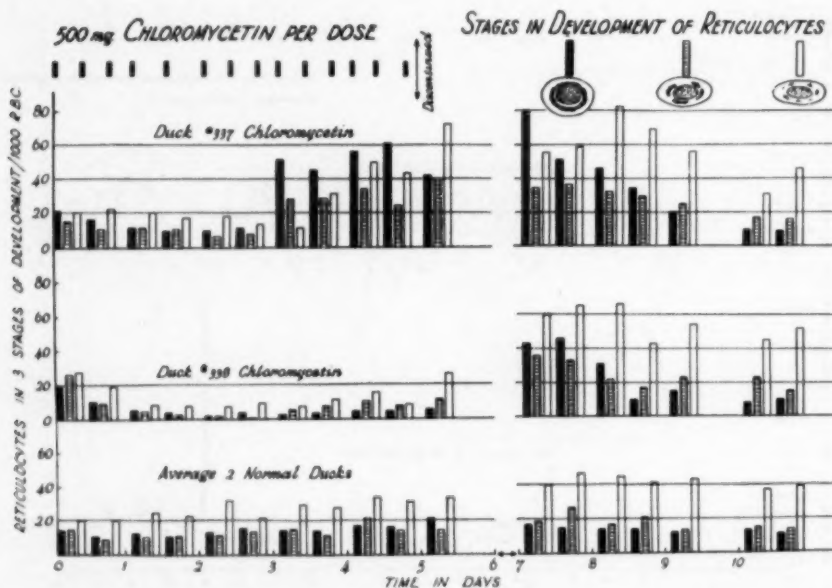 500 mg CHLOROMYCETIN PER DOSE
Discontinued
STAGES IN DEVELOPMENT OF RETICULOCYTES
RETICULOCYTES IN 3 STAGES OF DEVELOPMENT/1000 R.B.C.
80
60
40
20
0
Duck #337 Chloromycetin
80
60
40
20
0
Duck #338 Chloromycetin
60
40
20
Average 2 Normal Ducks
0 1 2 3 4 5 6 7 8 9 10
TIME IN DAYS